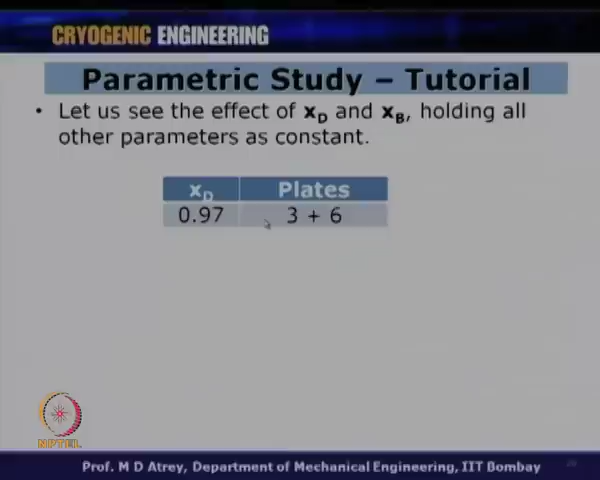 CRYOGENIC ENGINEERING
Parametric Study – Tutorial
• Let us see the effect of xD and xB, holding all
other parameters as constant.
xD Plates
0.97 3 + 6
NPTEL
Prof. M D Atrey, Department of Mechanical Engineering, IIT Bombay